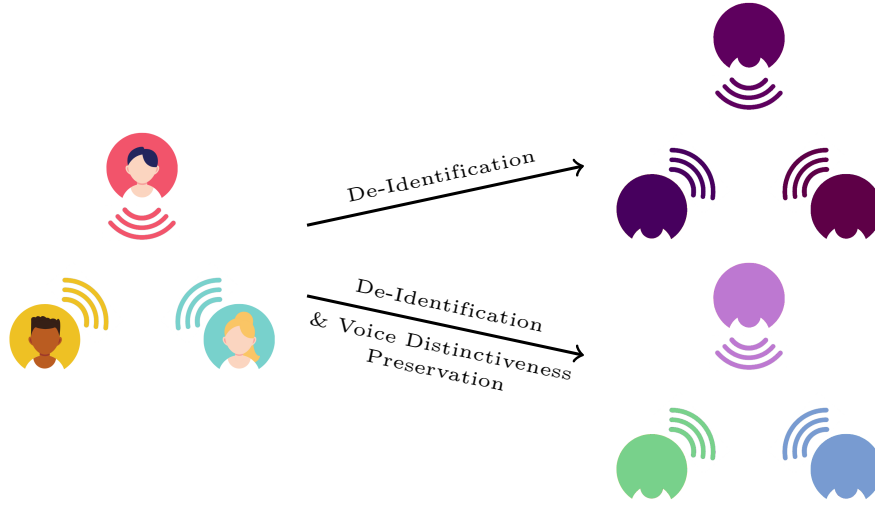 De-Identification
De-Identification
& Voice Distinctiveness
Preservation